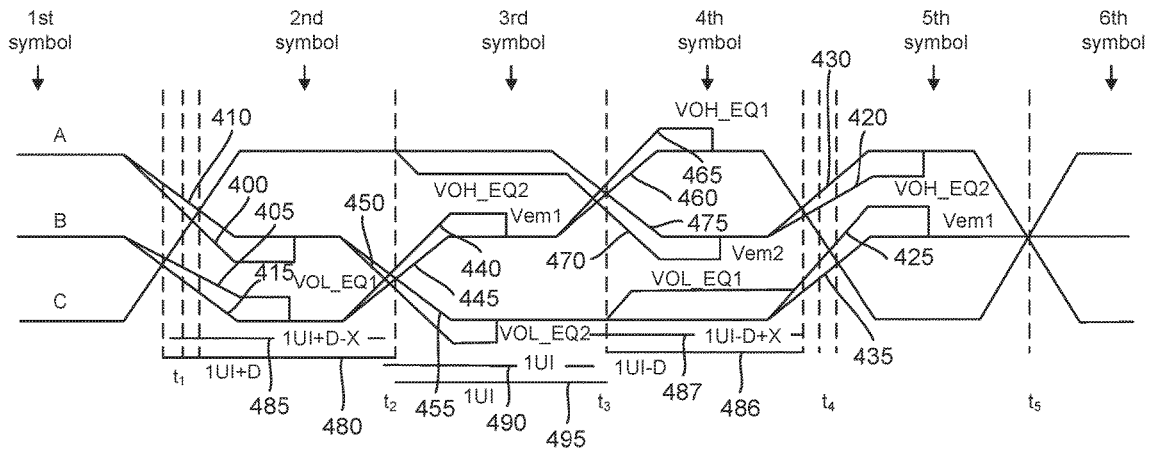 1st symbol
2nd symbol
3rd symbol
4th symbol
5th symbol
6th symbol
430
VOH_EQ1
420
410
A
400
465
405
450
VOH_EQ2
460
VOH_EQ2
Vem1
475
Vem1
B
415
440
470
Vem2
425
VOL_EQ1
445
VOL_EQ1
C
VOL_EQ2
1UI+D-X
1UI-D+X
435
t1
1UI+D
1UI
1UI-D
487
485
t2
455
1UI
490
t3
486
t4
t5
480
495